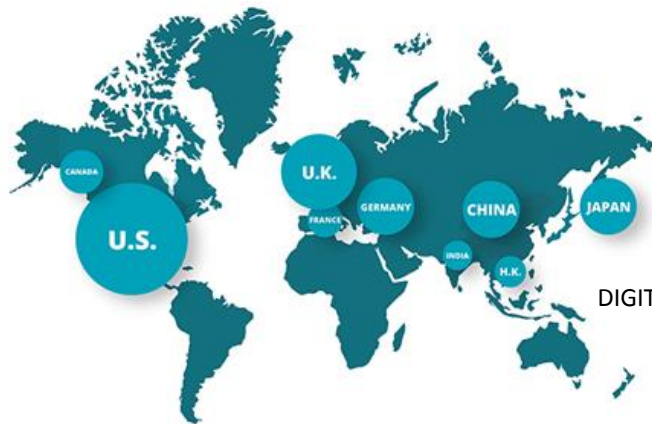 CANADA
U.K.
U.S.
FRANCE
GERMANY
CHINA
JAPAN
INDIA
H.K.
DIGIT